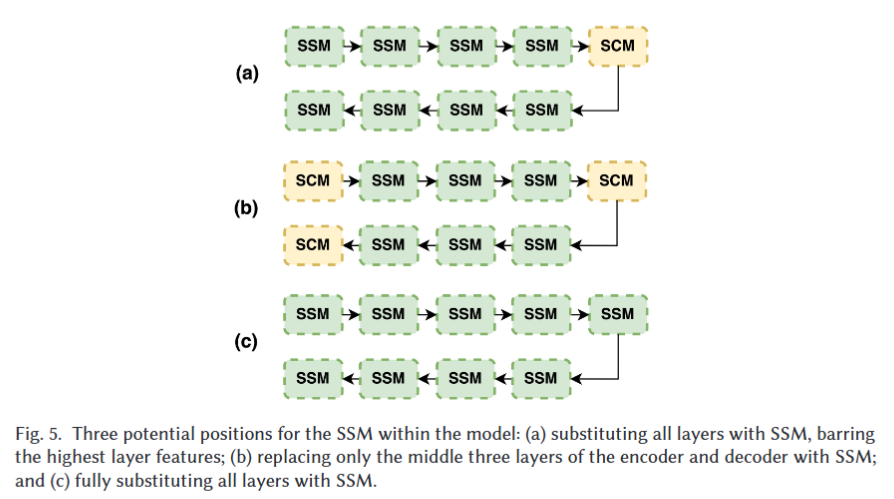 SSM SSM SSM SSM SCM
(a)
SSM SSM SSM SSM
SCM SSM SSM SSM SCM
(b)
SCM SSM SSM SSM
SSM SSM SSM SSM SSM
(c)
SSM SSM SSM SSM
Fig. 5. Three potential positions for the SSM within the model: (a) substituting all layers with SSM, barring
the highest layer features; (b) replacing only the middle three layers of the encoder and decoder with SSM;
and (c) fully substituting all layers with SSM.